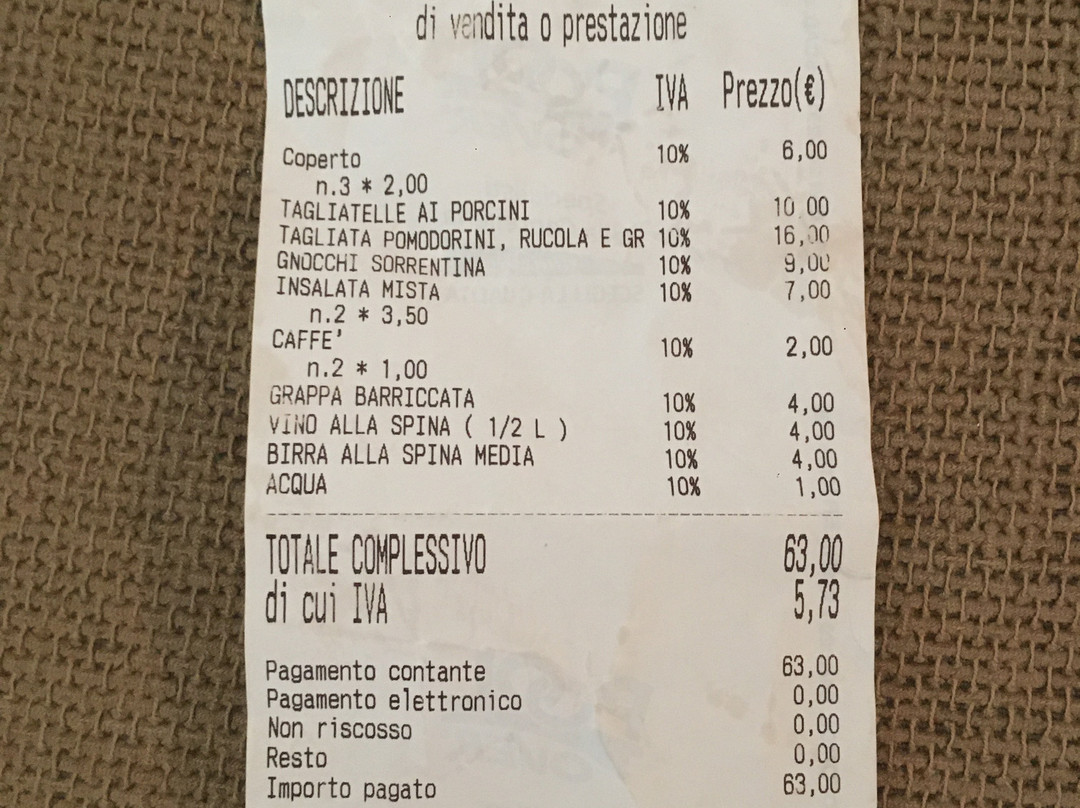 di vendita o prestazione
DESCRIZIONE IVA Prezzo(€)
Coperto 10% 6,00
n.3 * 2,00
TAGLIATELLE AI PORCINI 10% 10,00
TAGLIATA POMODORINI, RUCOLA E GR 10% 16,00
GNOCCHI SORRENTINA 10% 9,00
INSALATA MISTA 10% 7,00
n.2 * 3,50
CAFFE' 10% 2,00
n.2 * 1,00
GRAPPA BARRICCATA 10% 4,00
VINO ALLA SPINA ( 1/2 L ) 10% 4,00
BIRRA ALLA SPINA MEDIA 10% 4,00
ACQUA 10% 1,00
TOTALE COMPLESSIVO 63,00
di cui IVA 5,73
Pagamento contante 63,00
Pagamento elettronico 0,00
Non riscosso 0,00
Resto 0,00
Importo pagato 63,00